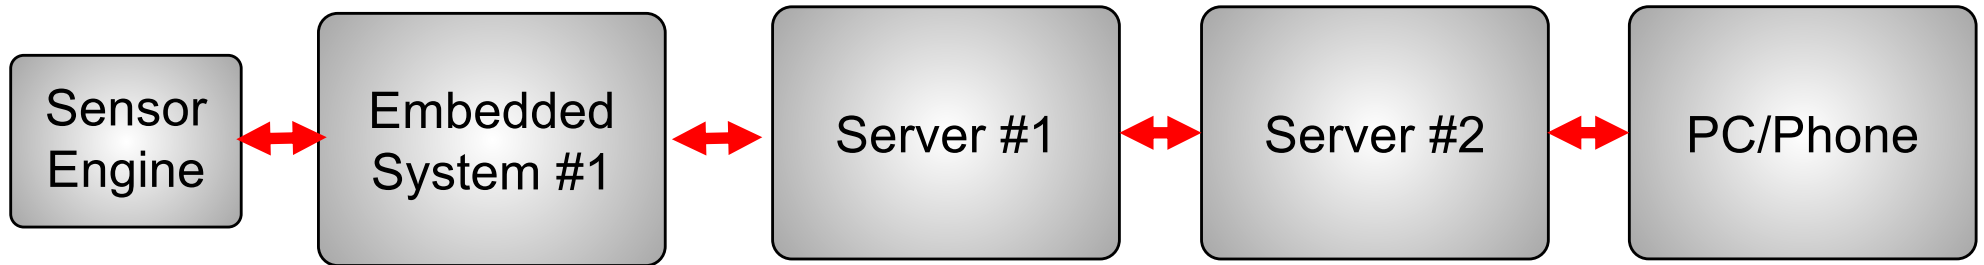 Sensor
Engine
Embedded
System #1
Server #1
Server #2
PC/Phone